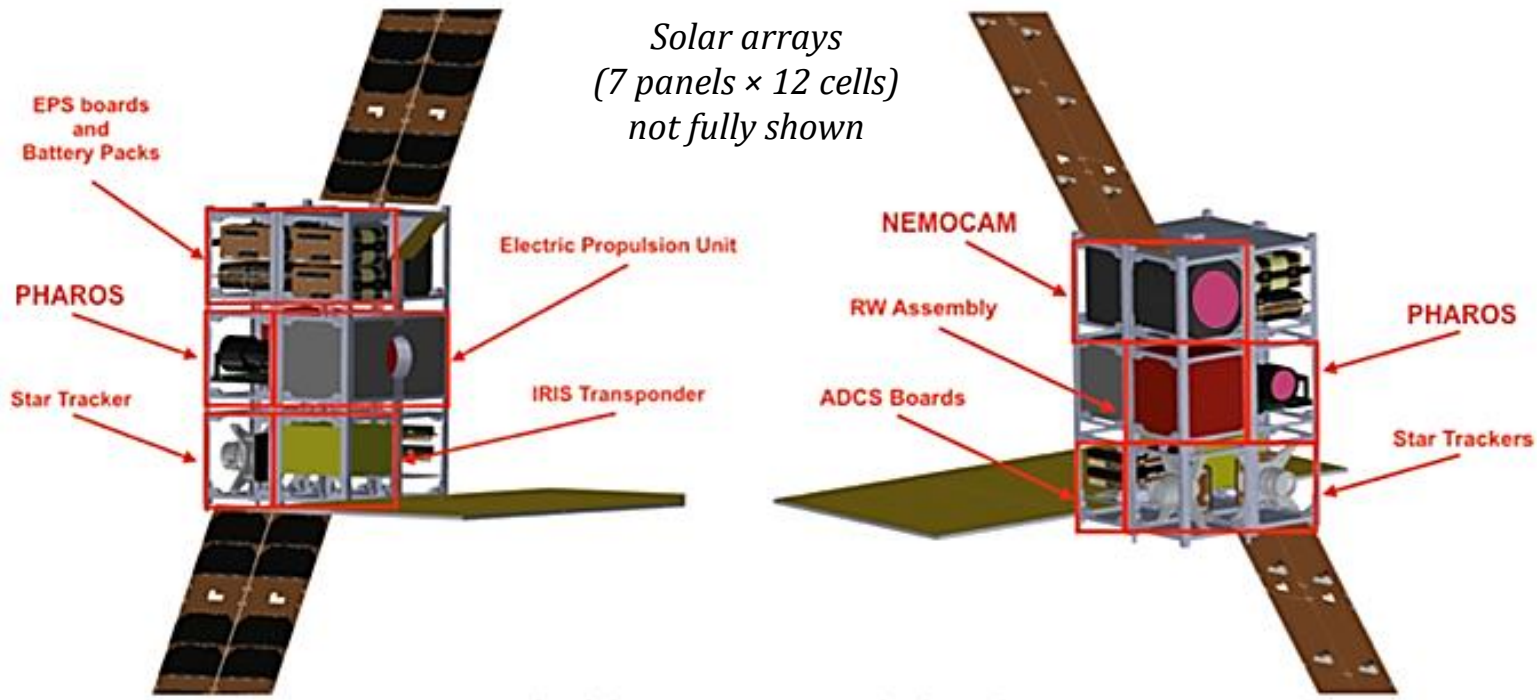 Solar arrays
(7 panels × 12 cells)
not fully shown
EPS boards
and
Battery Packs
Electric Propulsion Unit
PHAROS
Star Tracker
IRIS Transponder
NEMOCAM
RW Assembly
PHAROS
ADCS Boards
Star Trackers